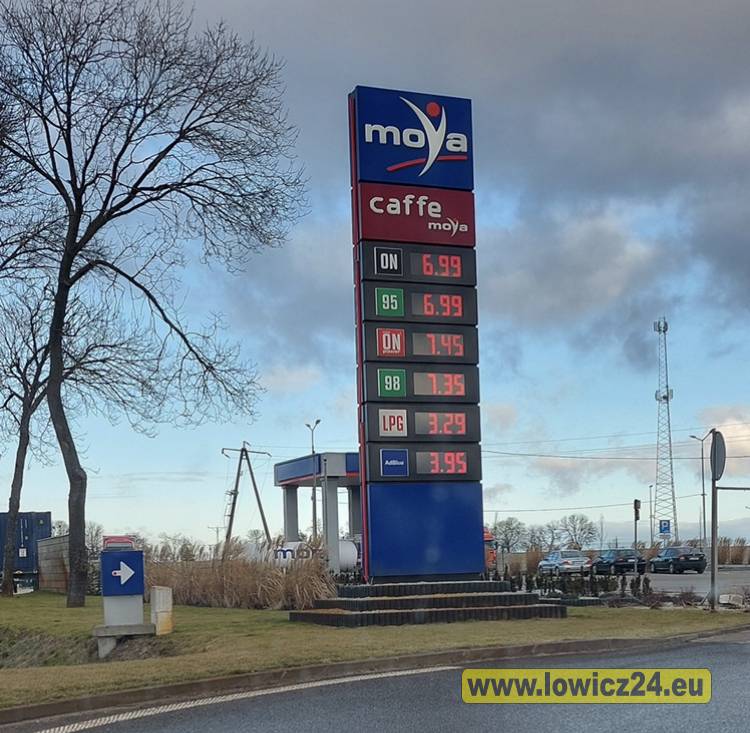 moya
caffe
moya
ON 6.99
95 6.99
ON 7.45
98 7.35
LPG 3.29
AdBlue 3.95
www.lowicz24.eu